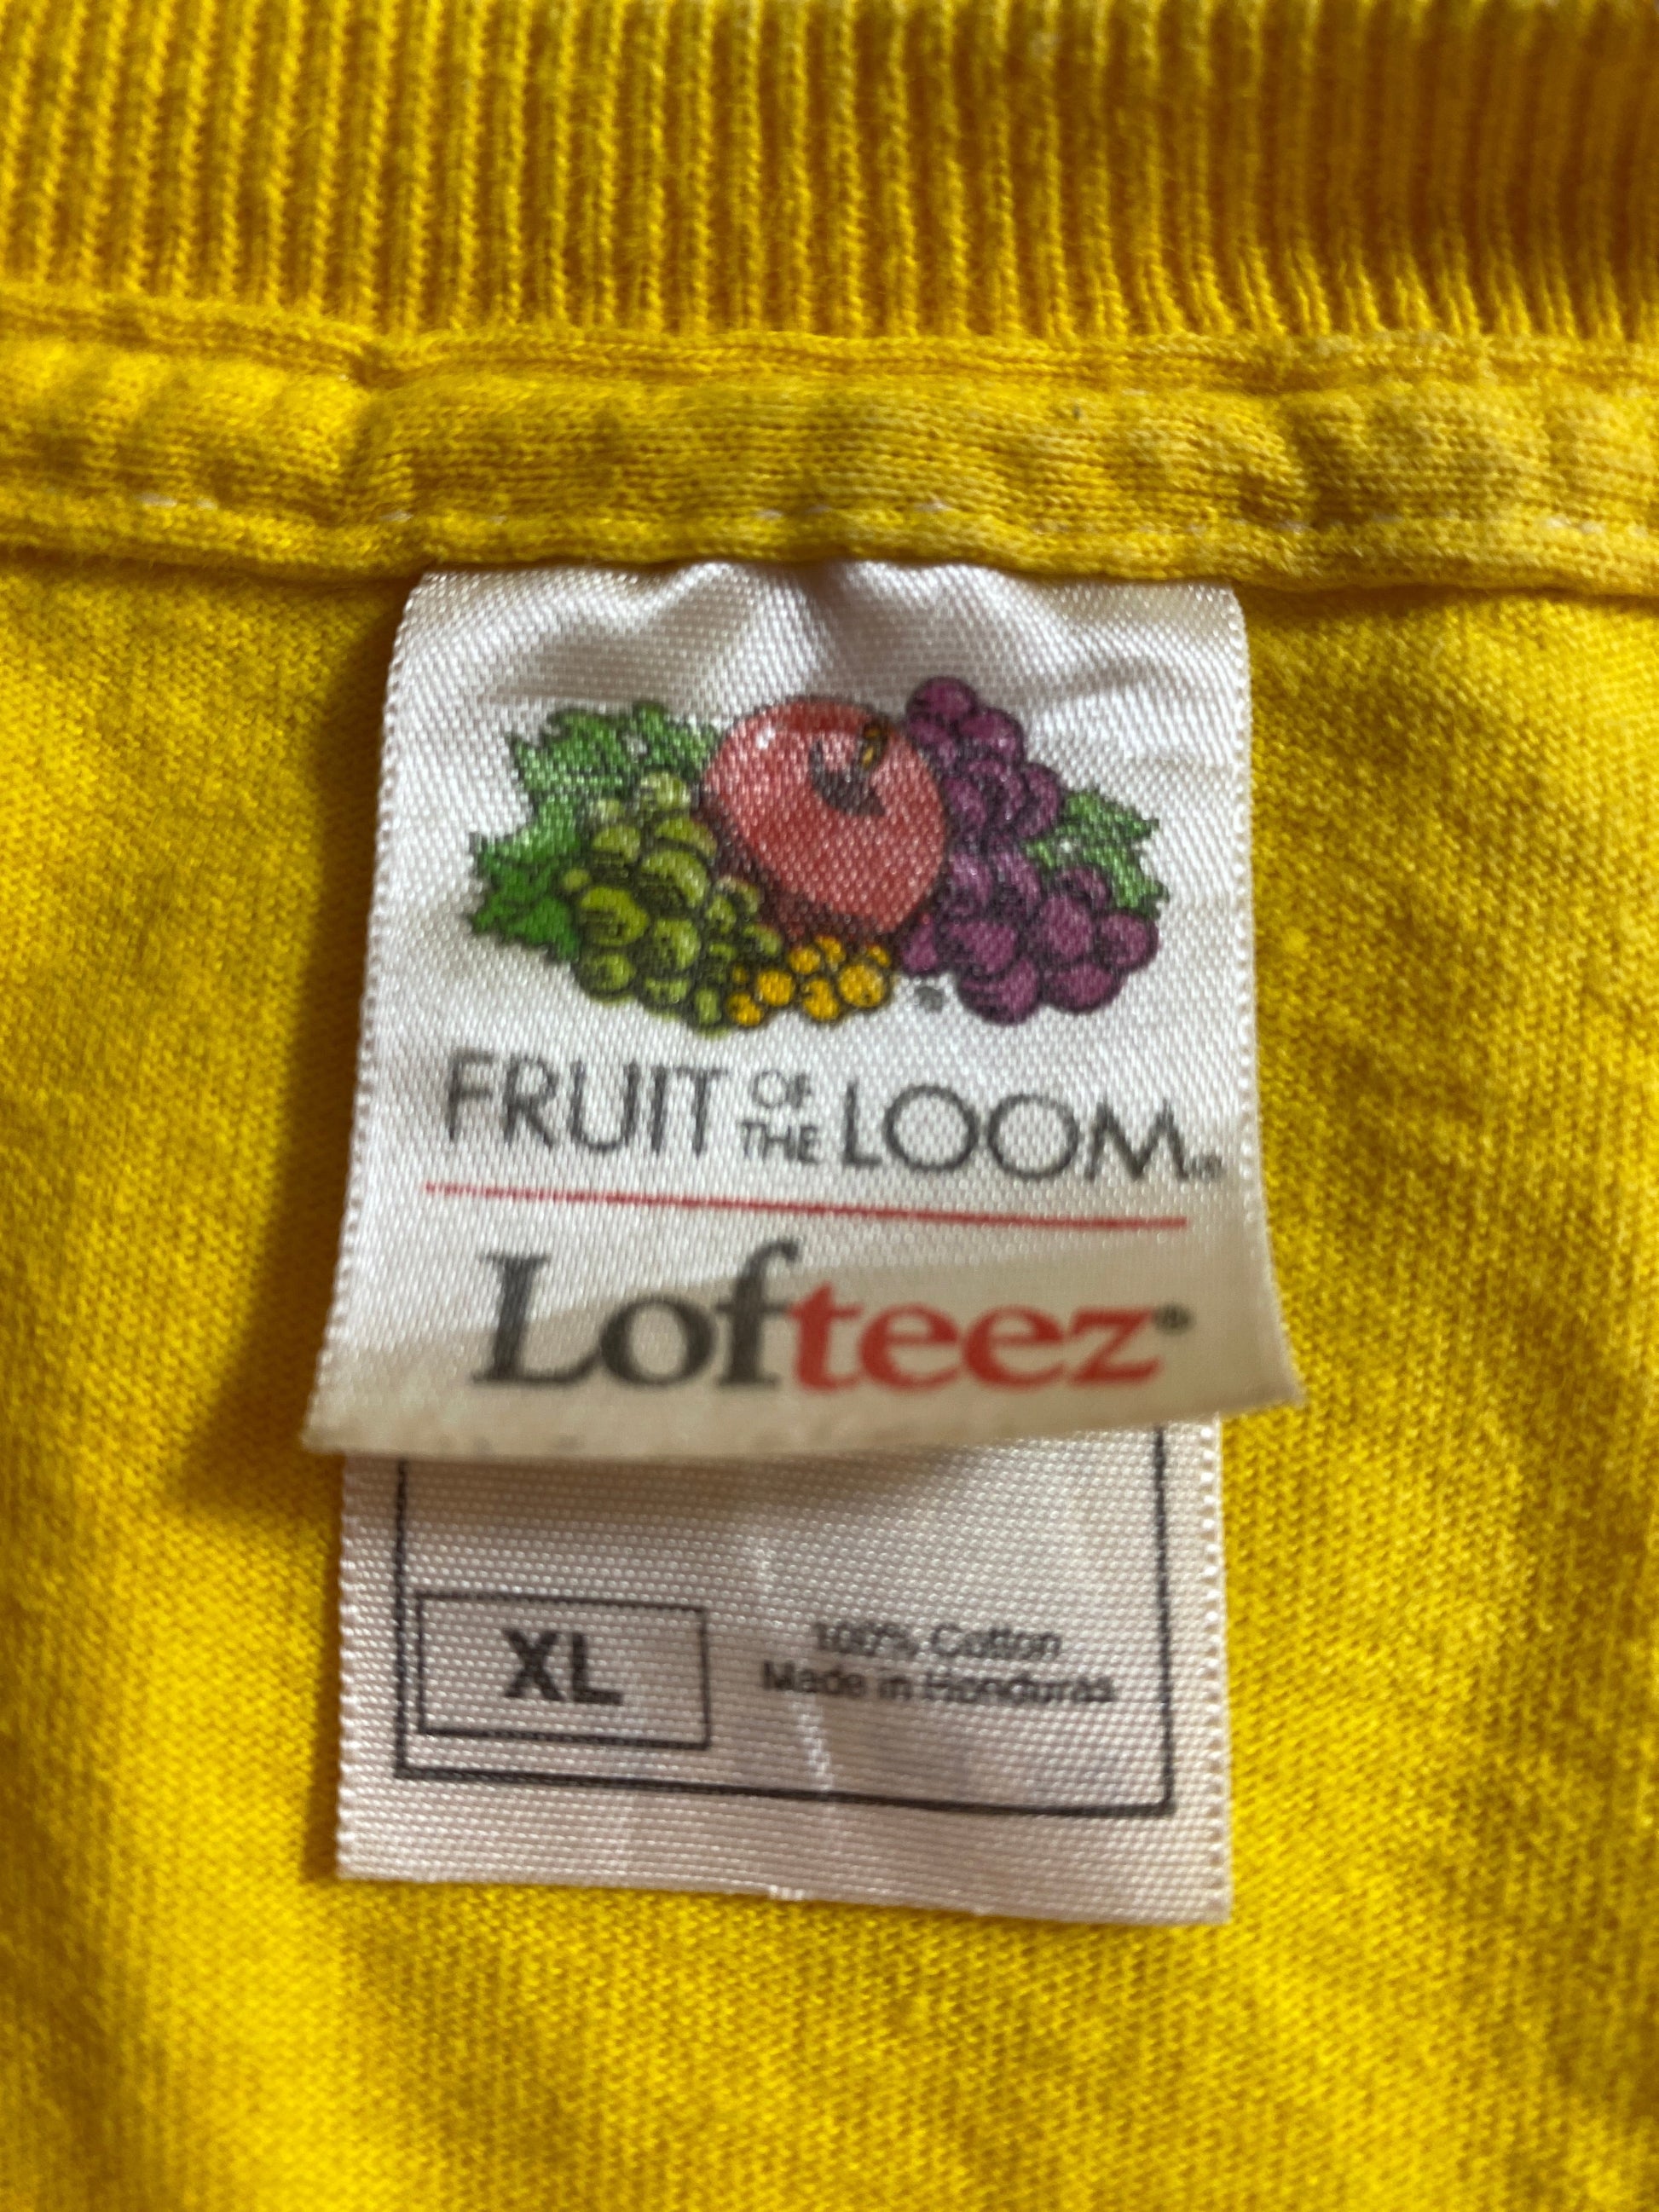 FRUIT OF THE LOOM®
Lofteez®
XL
100% Cotton
Made in Honduras